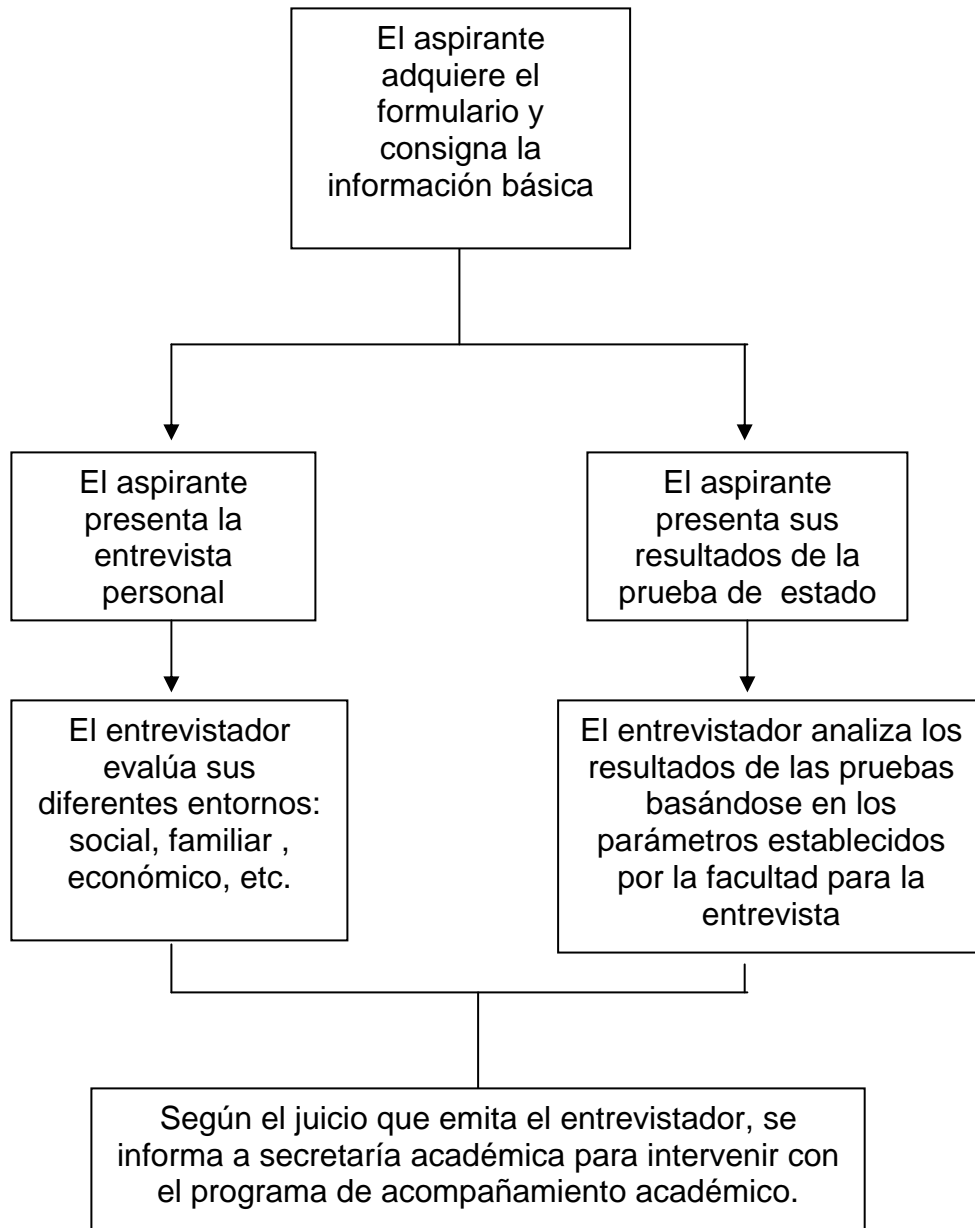 El aspirante
adquiere el
formulario y
consigna la
información básica
El aspirante
presenta la
entrevista
personal
El aspirante
presenta sus
resultados de la
prueba de estado
El entrevistador
evalúa sus
diferentes entornos:
social, familiar ,
económico, etc.
El entrevistador analiza los
resultados de las pruebas
basándose en los
parámetros establecidos
por la facultad para la
entrevista
Según el juicio que emita el entrevistador, se
informa a secretaría académica para intervenir con
el programa de acompañamiento académico.